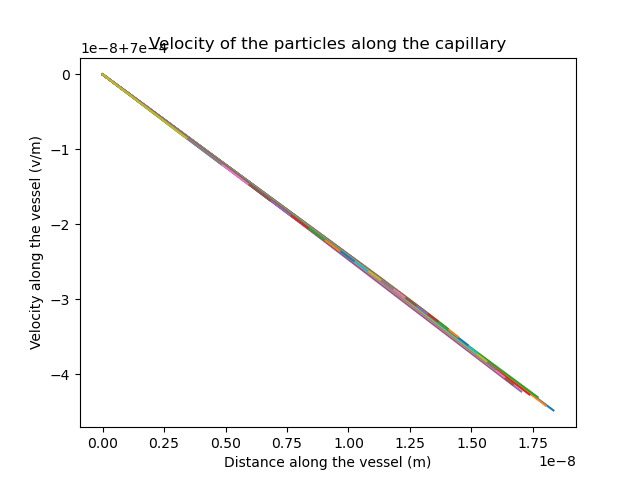 Velocity of the particles along the capillary
1e−8+7e−4
0
−1
−2
−3
−4
Velocity along the vessel (v/m)
0.00 0.25 0.50 0.75 1.00 1.25 1.50 1.75
1e−8
Distance along the vessel (m)